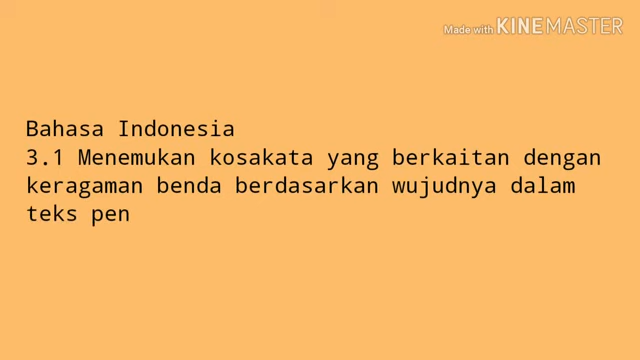 Made with KINEMASTER
Bahasa Indonesia
3.1 Menemukan kosakata yang berkaitan dengan
keragaman benda berdasarkan wujudnya dalam
teks pen